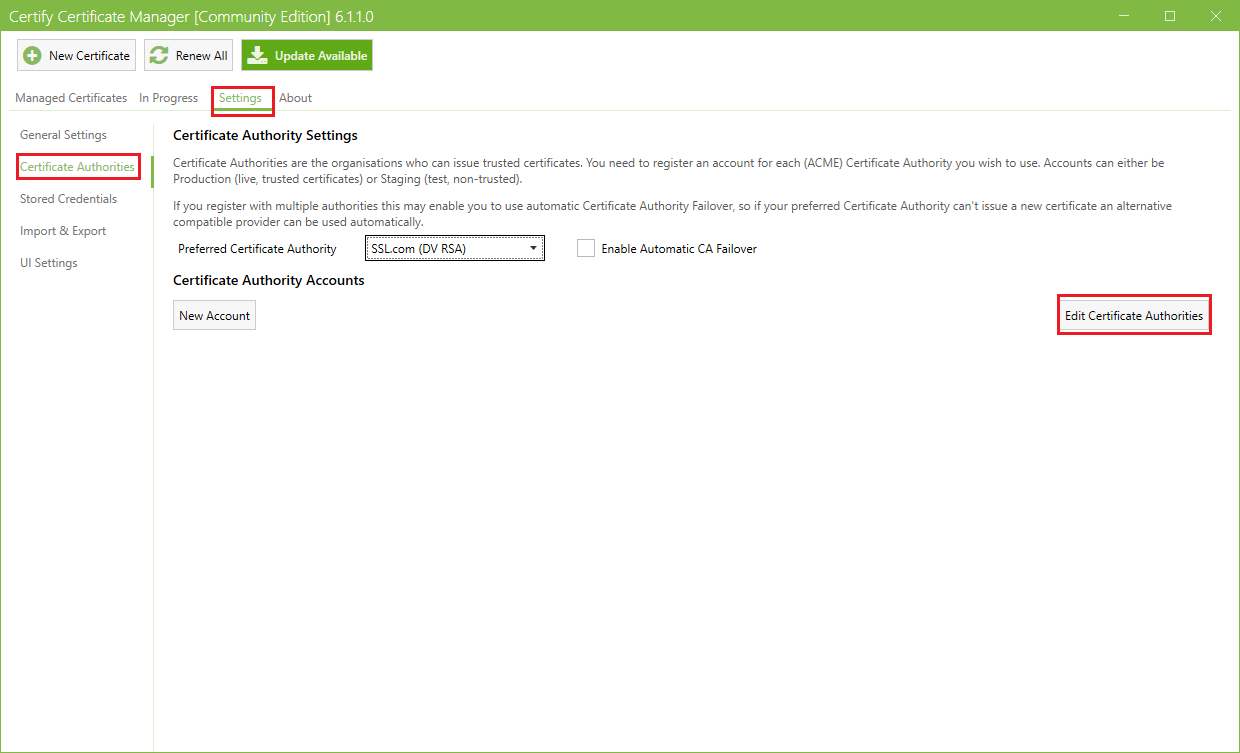 Certify Certificate Manager [Community Edition] 6.1.1.0
New Certificate Renew All Update Available
Managed Certificates In Progress Settings About
General Settings
Certificate Authorities
Stored Credentials
Import & Export
UI Settings
Certificate Authority Settings
Certificate Authorities are the organisations who can issue trusted certificates. You need to register an account for each (ACME) Certificate Authority you wish to use. Accounts can either be
Production (live, trusted certificates) or Staging (test, non-trusted).
If you register with multiple authorities this may enable you to use automatic Certificate Authority Failover, so if your preferred Certificate Authority can't issue a new certificate an alternative
compatible provider can be used automatically.
Preferred Certificate Authority SSL.com (DV RSA) Enable Automatic CA Failover
Certificate Authority Accounts
New Account Edit Certificate Authorities